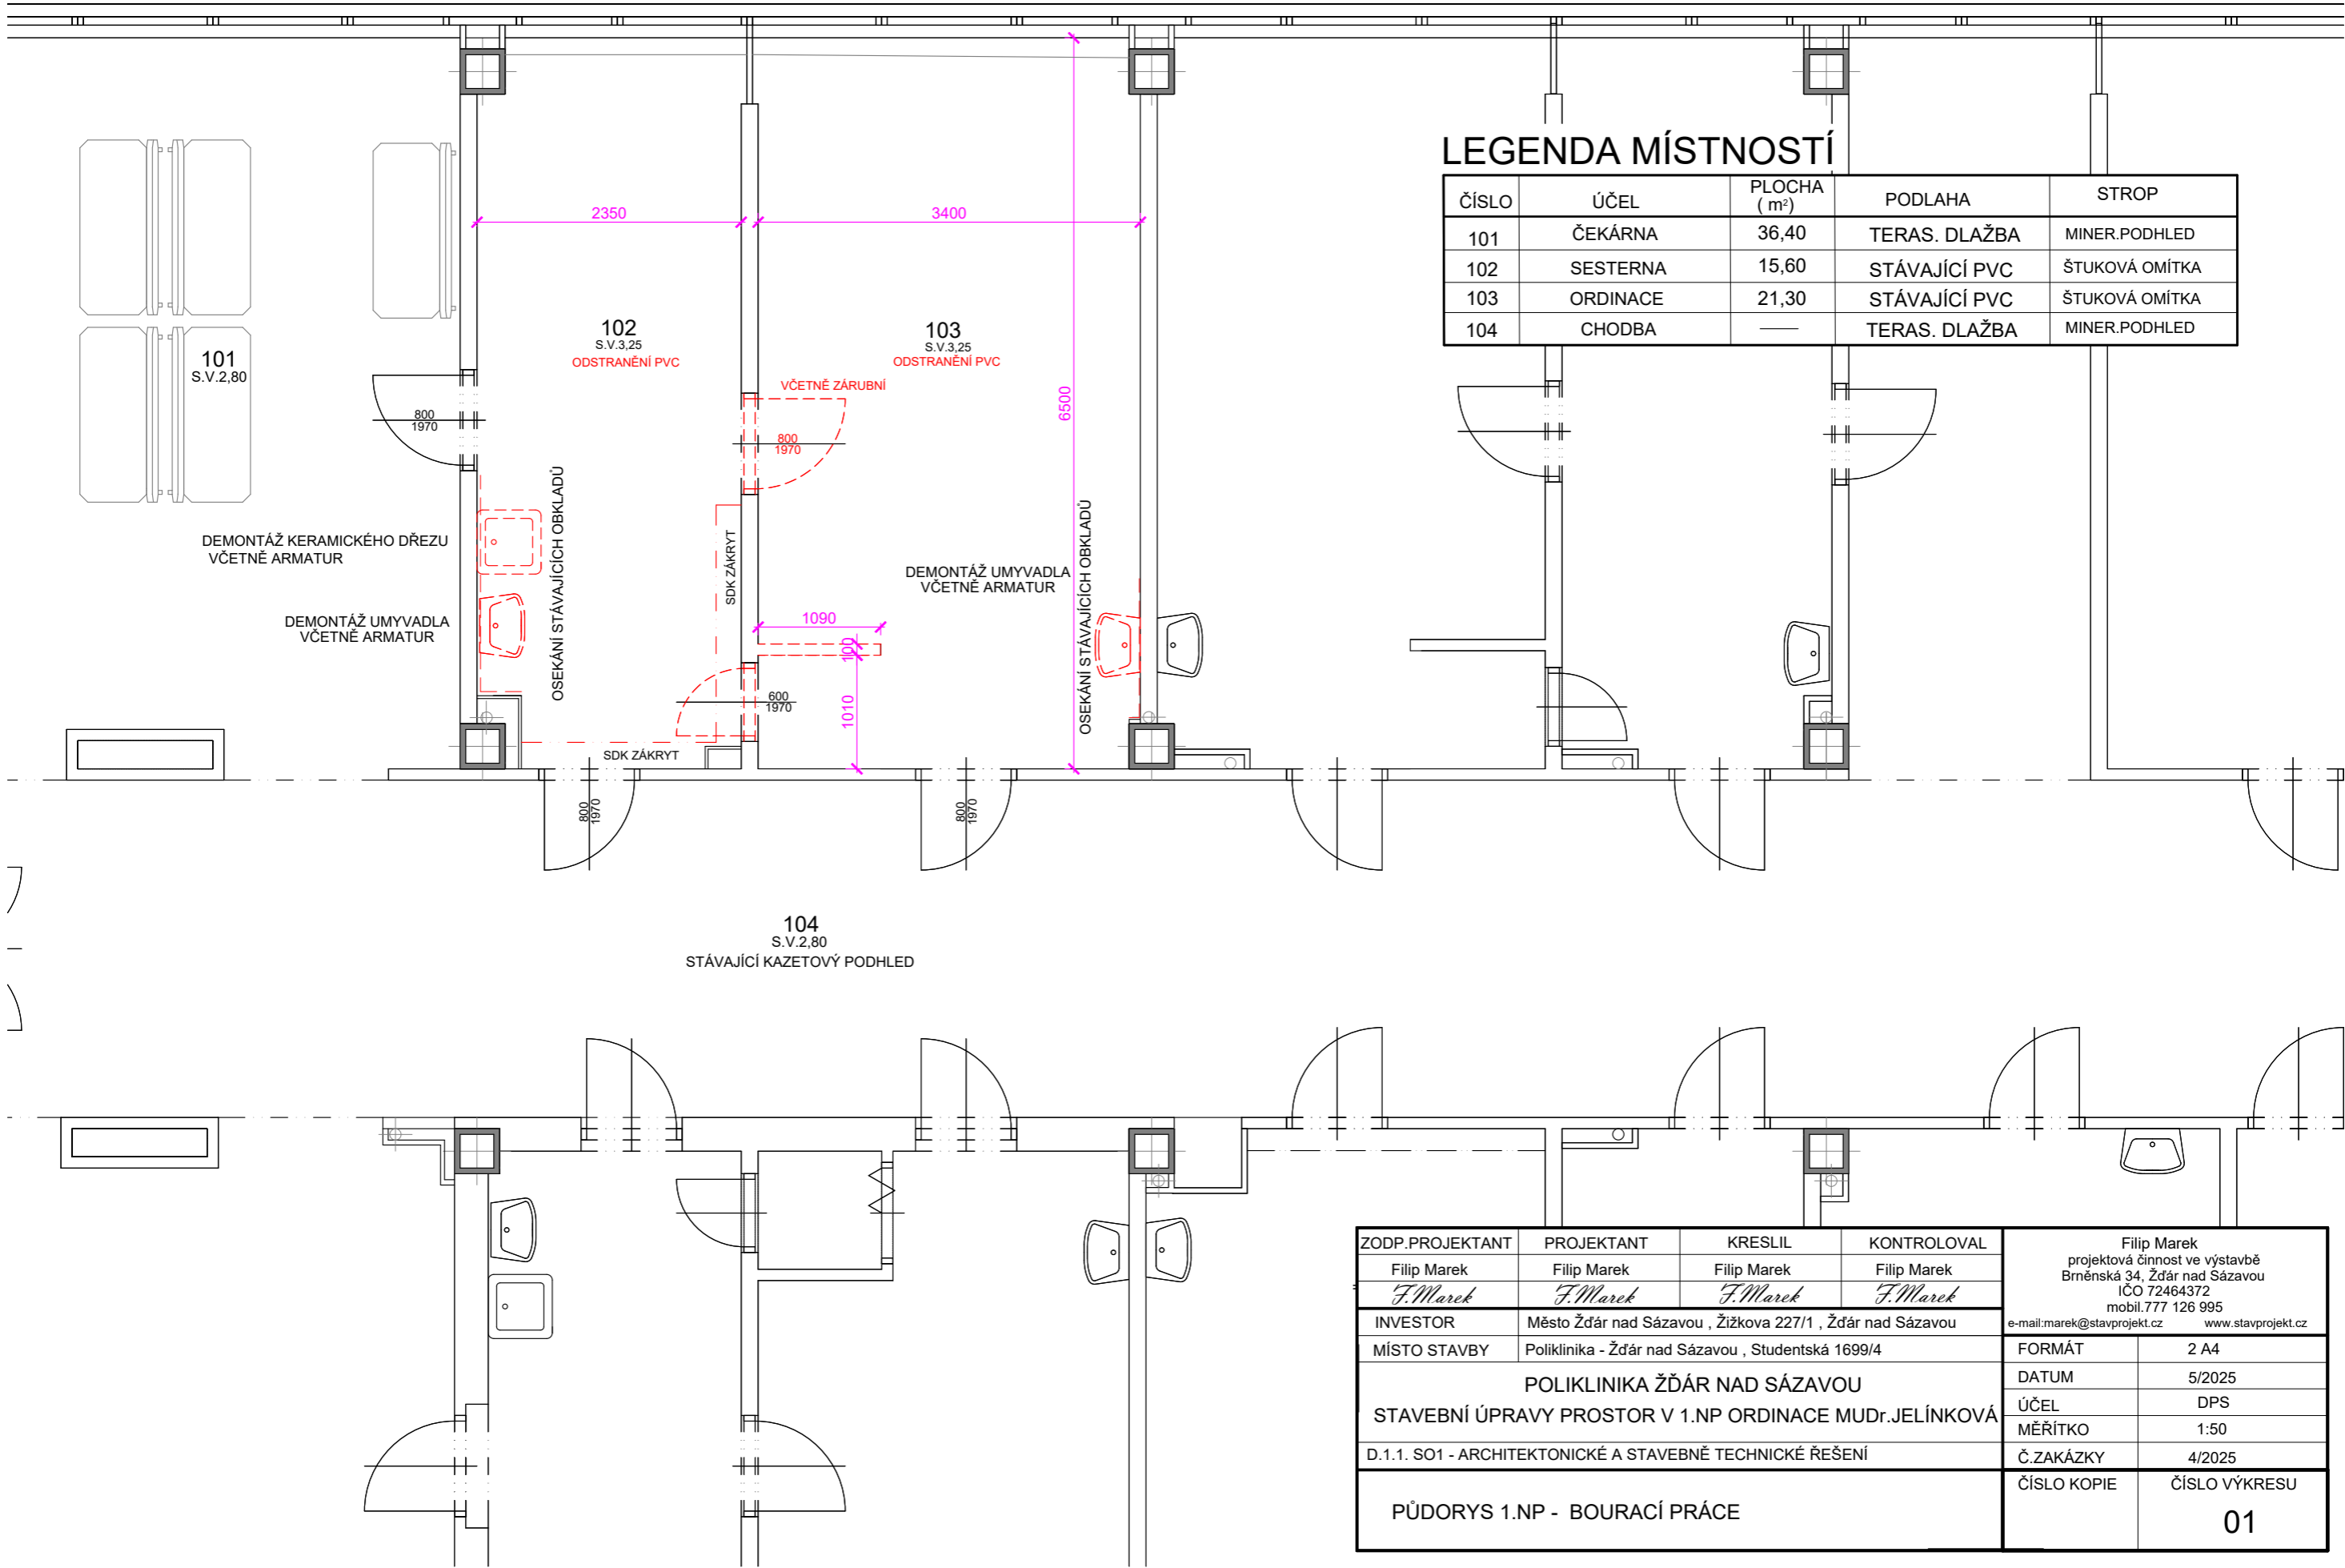 LEGENDA MÍSTNOSTÍ
ČÍSLO ÚČEL PLOCHA ( m²) PODLAHA STROP
101 ČEKÁRNA 36,40 TERAS. DLAŽBA MINER.PODHLED
102 SESTERNA 15,60 STÁVAJÍCÍ PVC ŠTUKOVÁ OMÍTKA
103 ORDINACE 21,30 STÁVAJÍCÍ PVC ŠTUKOVÁ OMÍTKA
104 CHODBA —— TERAS. DLAŽBA MINER.PODHLED
2350
3400
6500
101
S.V.2,80
102
S.V.3,25
ODSTRANĚNÍ PVC
103
S.V.3,25
ODSTRANĚNÍ PVC
VČETNĚ ZÁRUBNÍ
800
1970
800
1970
DEMONTÁŽ KERAMICKÉHO DŘEZU
VČETNĚ ARMATUR
DEMONTÁŽ UMYVADLA
VČETNĚ ARMATUR
OSEKÁNÍ STÁVAJÍCÍCH OBKLADŮ
SDK ZÁKRYT
DEMONTÁŽ UMYVADLA
VČETNĚ ARMATUR
OSEKÁNÍ STÁVAJÍCÍCH OBKLADŮ
1090
100
1010
600
1970
SDK ZÁKRYT
800
1970
800
1970
104
S.V.2,80
STÁVAJÍCÍ KAZETOVÝ PODHLED
ZODP.PROJEKTANT PROJEKTANT KRESLIL KONTROLOVAL
Filip Marek Filip Marek Filip Marek Filip Marek
F.Marek F.Marek F.Marek F.Marek
INVESTOR Město Žďár nad Sázavou , Žižkova 227/1 , Žďár nad Sázavou
MÍSTO STAVBY Poliklinika - Žďár nad Sázavou , Studentská 1699/4
POLIKLINIKA ŽĎÁR NAD SÁZAVOU
STAVEBNÍ ÚPRAVY PROSTOR V 1.NP ORDINACE MUDr.JELÍNKOVÁ
D.1.1. SO1 - ARCHITEKTONICKÉ A STAVEBNĚ TECHNICKÉ ŘEŠENÍ
PŮDORYS 1.NP - BOURACÍ PRÁCE
Filip Marek
projektová činnost ve výstavbě
Brněnská 34, Žďár nad Sázavou
IČO 72464372
mobil.777 126 995
e-mail:marek@stavprojekt.cz www.stavprojekt.cz
FORMÁT 2 A4
DATUM 5/2025
ÚČEL DPS
MĚŘÍTKO 1:50
Č.ZAKÁZKY 4/2025
ČÍSLO KOPIE ČÍSLO VÝKRESU
01